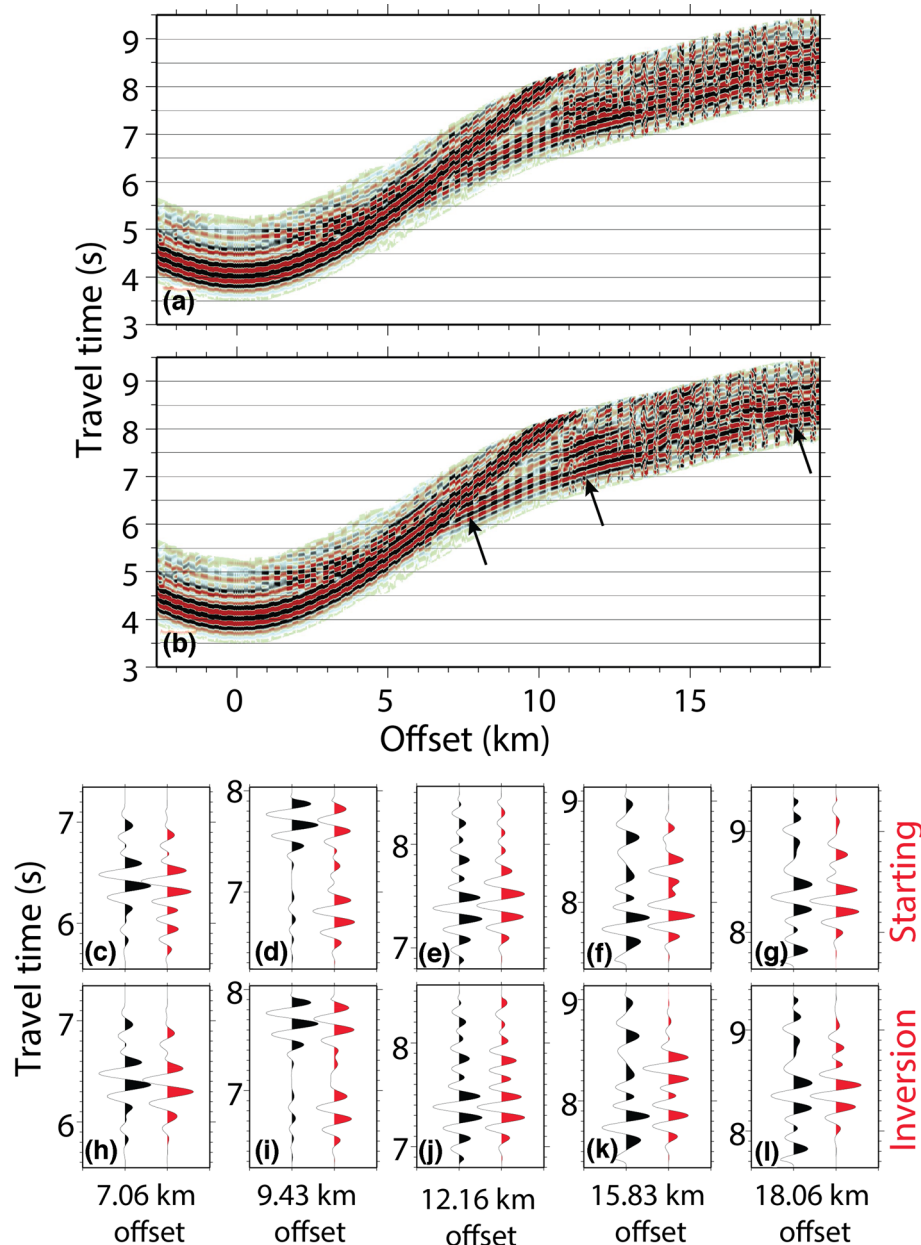 9
8
7
6
5
4
3
(a)
Travel time (s)
9
8
7
6
5
4
3
(b)
0 5 10 15
Offset (km)
Travel time (s)
7
6
(c)
8
7
(d)
8
7
(e)
9
8
(f)
9
8
(g)
Starting
7
6
(h)
8
7
(i)
8
7
(j)
9
8
(k)
9
8
(l)
Inversion
7.06 km
offset
9.43 km
offset
12.16 km
offset
15.83 km
offset
18.06 km
offset